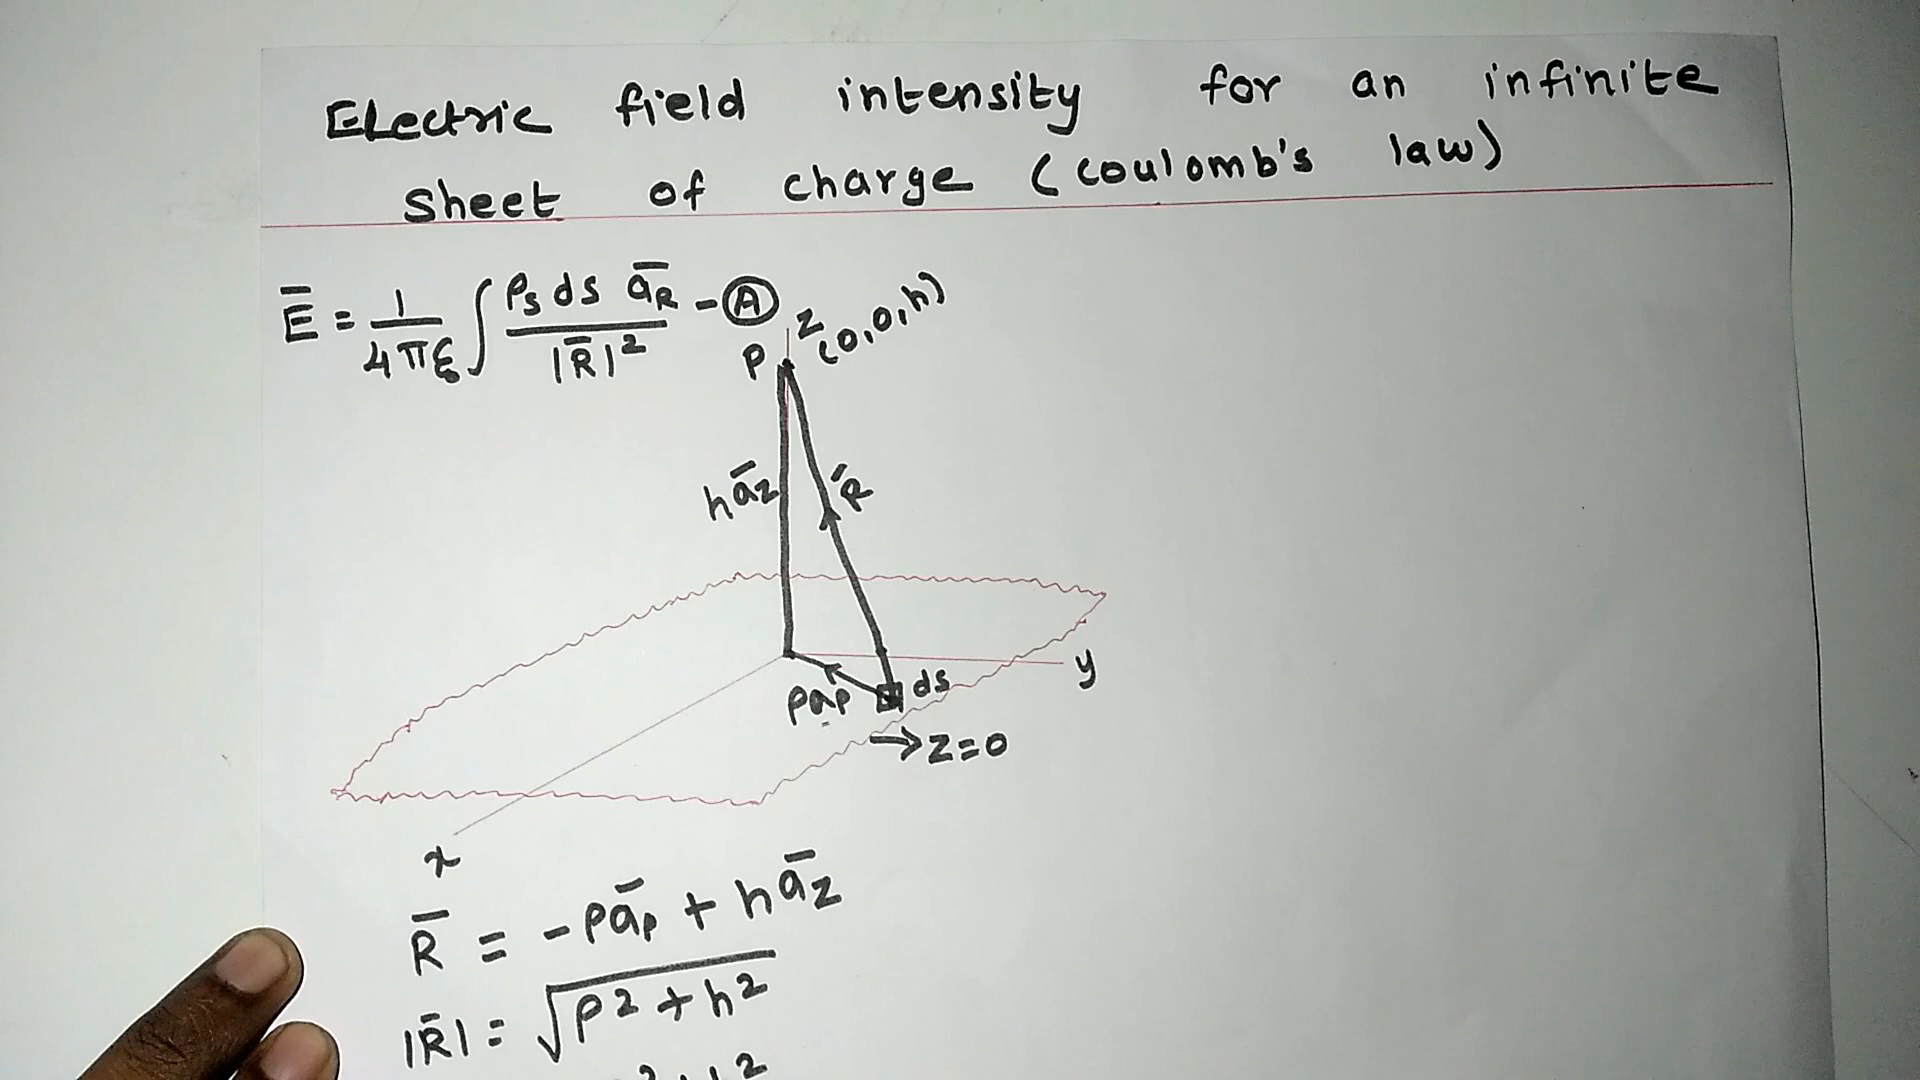 Electric field intensity for an infinite
sheet of charge (coulomb's law)
Ē = 1/4πε ∫ ρs ds āR / |R̄|² - Ⓐ
z
P (0,0,h)
hāz
R̄
y
ρaρ
ds
→ z=0
x
R̄ = -ρāρ + hāz
|R̄| = √ρ²+h²